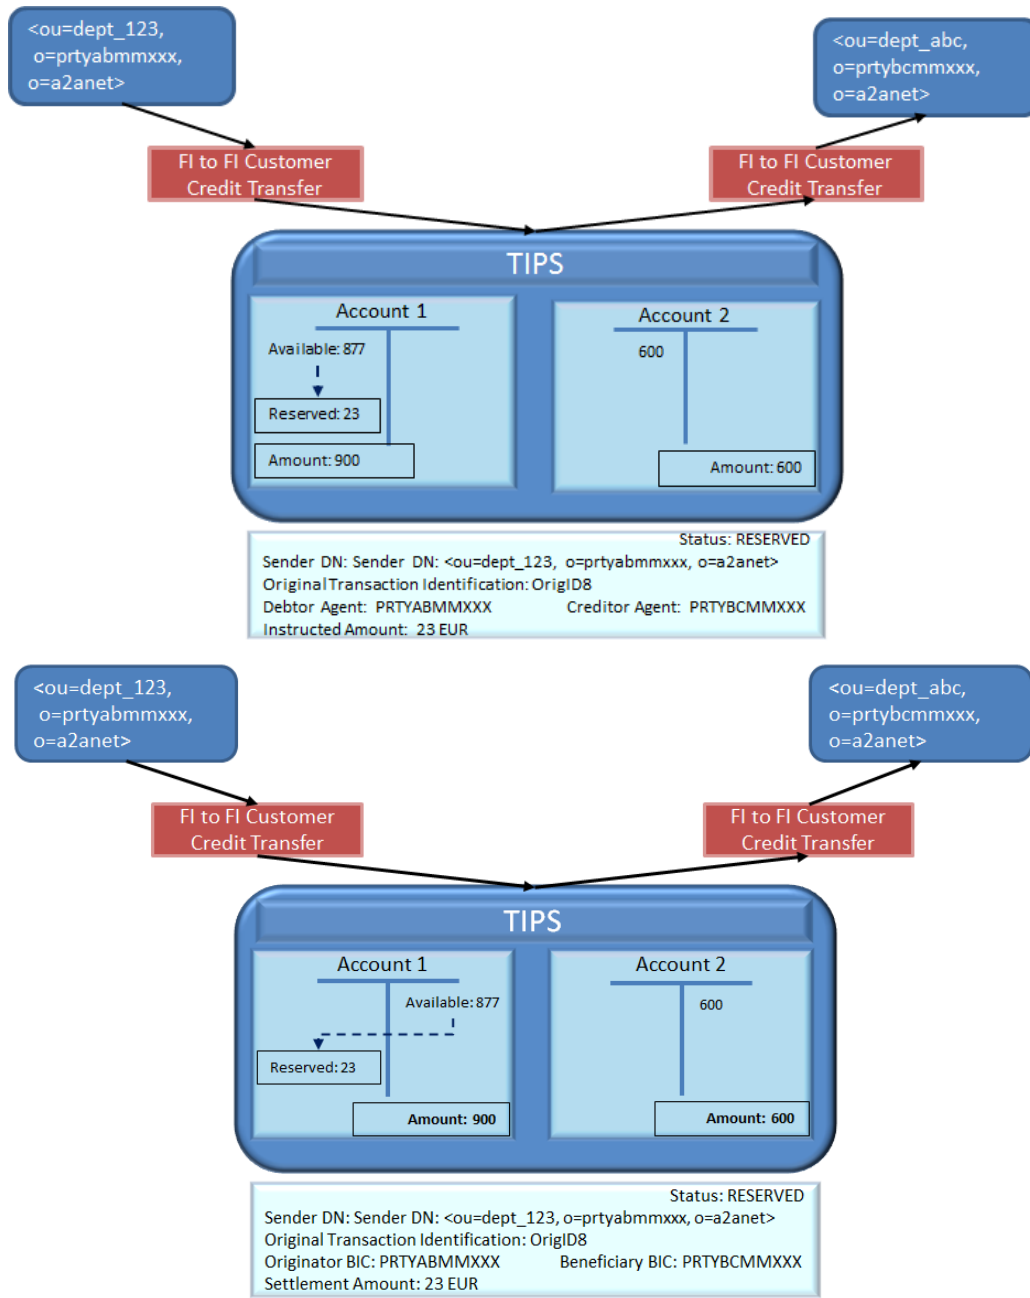 <ou=dept_123,
o=prtyabmmxxx,
o=a2anet>
<ou=dept_abc,
o=prtybcmmxxx,
o=a2anet>
FI to FI Customer
Credit Transfer
FI to FI Customer
Credit Transfer
TIPS
Account 1
Available: 877
Reserved: 23
Amount: 900
Account 2
600
Amount: 600
Status: RESERVED
Sender DN: Sender DN: <ou=dept_123, o=prtyabmmxxx, o=a2anet>
Original Transaction Identification: OrigID8
Debtor Agent: PRTYABMMXXX Creditor Agent: PRTYBCMMXXX
Instructed Amount: 23 EUR
<ou=dept_123,
o=prtyabmmxxx,
o=a2anet>
<ou=dept_abc,
o=prtybcmmxxx,
o=a2anet>
FI to FI Customer
Credit Transfer
FI to FI Customer
Credit Transfer
TIPS
Account 1
Available: 877
Reserved: 23
Amount: 900
Account 2
600
Amount: 600
Status: RESERVED
Sender DN: Sender DN: <ou=dept_123, o=prtyabmmxxx, o=a2anet>
Original Transaction Identification: OrigID8
Originator BIC: PRTYABMMXXX Beneficiary BIC: PRTYBCMMXXX
Settlement Amount: 23 EUR